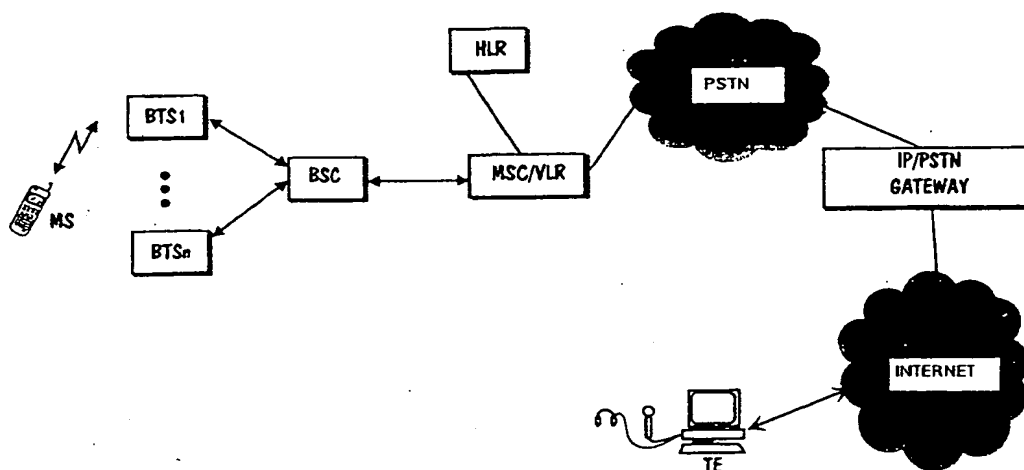 HLR
PSTN
BTS1
BSC
MSC/VLR
IP/PSTN
GATEWAY
MS
BTSn
INTERNET
TE